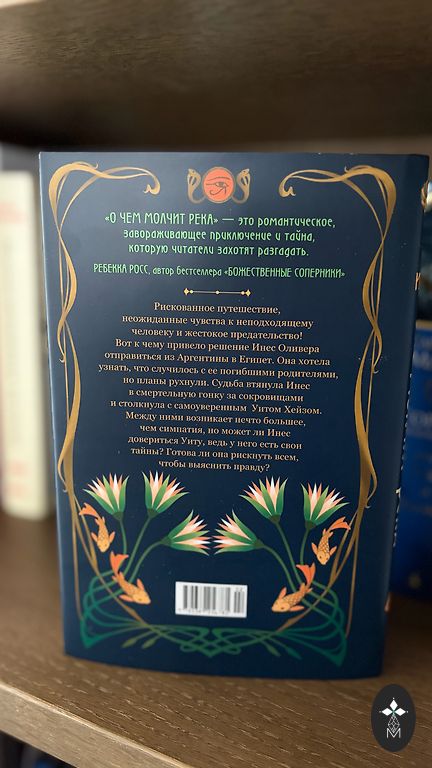 «О ЧЕМ МОЛЧИТ РЕКА» — это романтическое,
завораживающее приключение и тайна,
которую читатели захотят разгадать.
РЕБЕККА РОСС, автор бестселлера «БОЖЕСТВЕННЫЕ СОПЕРНИКИ»
Рискованное путешествие,
неожиданные чувства к неподходящему
человеку и жестокое предательство!
Вот к чему привело решение Инес Оливера
отправиться из Аргентины в Египет. Она хотела
узнать, что случилось с ее погибшими родителями,
но планы рухнули. Судьба втянула Инес
в смертельную гонку за сокровищами
и столкнула с самоуверенным Уитом Хейзом.
Между ними возникает нечто большее,
чем симпатия, но может ли Инес
довериться Уиту, ведь у него есть свои
тайны? Готова ли она рискнуть всем,
чтобы выяснить правду?
M